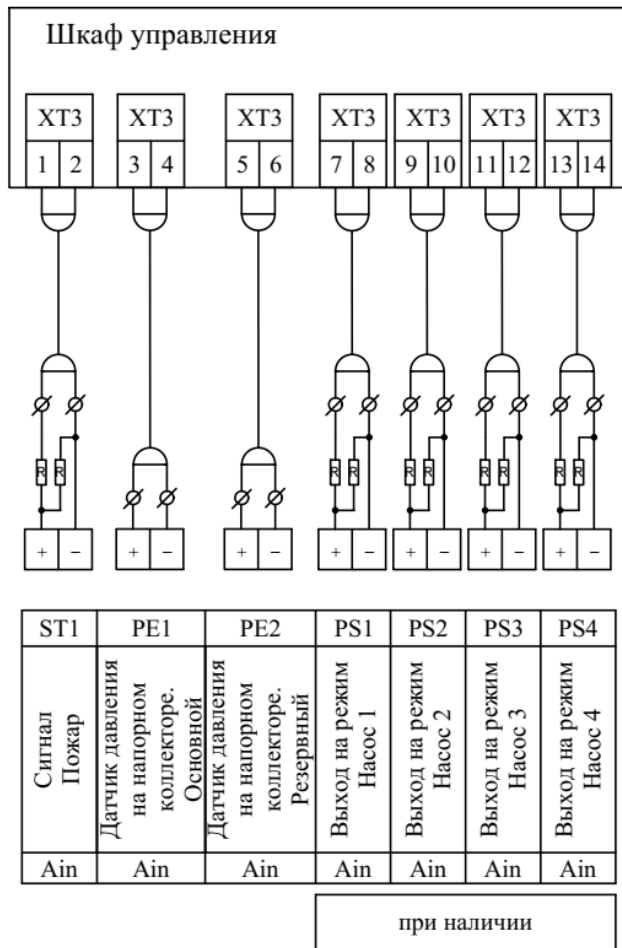 Шкаф управления
XT3 XT3 XT3 XT3 XT3 XT3 XT3
1 2 3 4 5 6 7 8 9 10 11 12 13 14
R R R R R R R R R R
+ − + − + − + − + − + − + −
ST1 PE1 PE2 PS1 PS2 PS3 PS4
Сигнал
Пожар
Датчик давления
на напорном
коллекторе.
Основной
Датчик давления
на напорном
коллекторе.
Резервный
Выход на режим
Насос 1
Выход на режим
Насос 2
Выход на режим
Насос 3
Выход на режим
Насос 4
Ain Ain Ain Ain Ain Ain Ain
при наличии